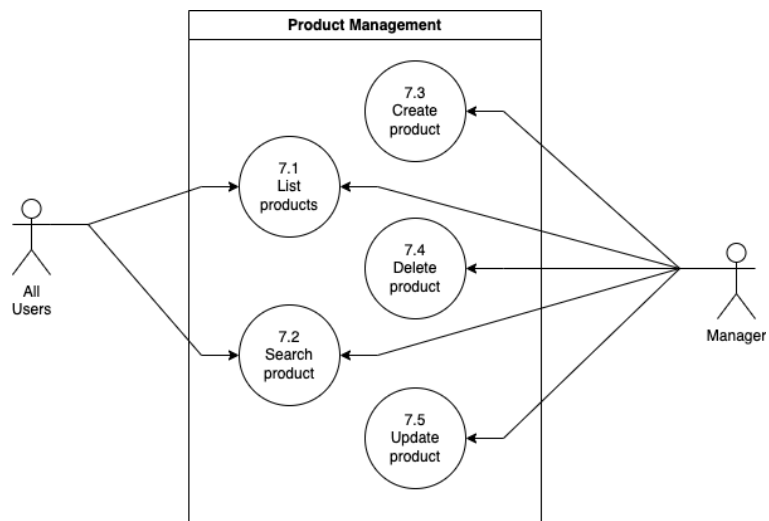 Product Management
7.3
Create
product
7.1
List
products
7.4
Delete
product
All
Users
Manager
7.2
Search
product
7.5
Update
product